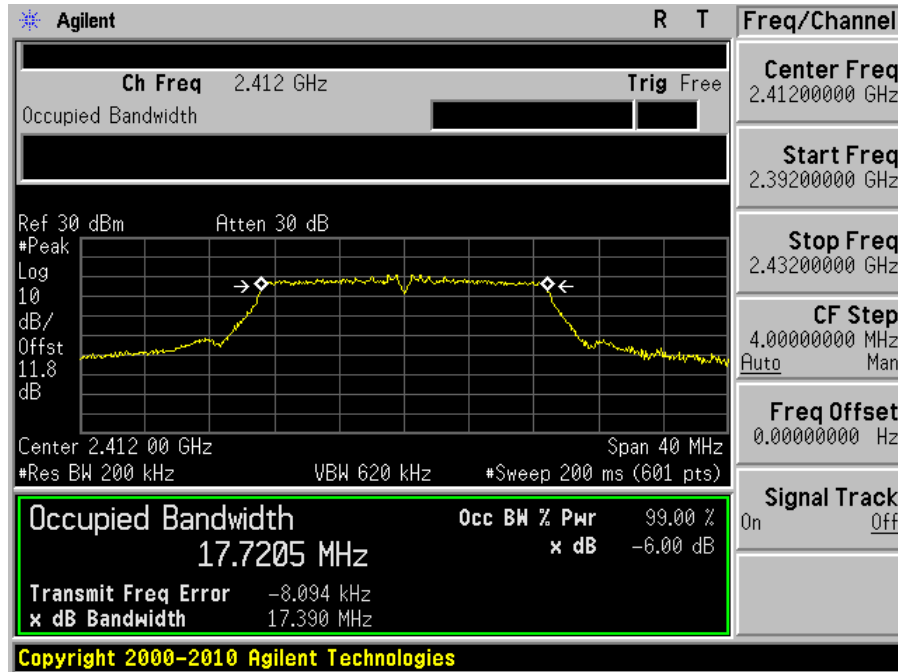 Agilent R T Freq/Channel
Ch Freq 2.412 GHz Trig Free
Occupied Bandwidth
Center Freq
2.41200000 GHz
Start Freq
2.39200000 GHz
Stop Freq
2.43200000 GHz
CF Step
4.00000000 MHz
Auto Man
Freq Offset
0.00000000 Hz
Signal Track
On Off
Ref 30 dBm Atten 30 dB
#Peak
Log
10
dB/
Offst
11.8
dB
Center 2.412 00 GHz Span 40 MHz
#Res BW 200 kHz VBW 620 kHz #Sweep 200 ms (601 pts)
Occupied Bandwidth Occ BW % Pwr 99.00 %
17.7205 MHz x dB -6.00 dB
Transmit Freq Error -8.094 kHz
x dB Bandwidth 17.390 MHz
Copyright 2000-2010 Agilent Technologies